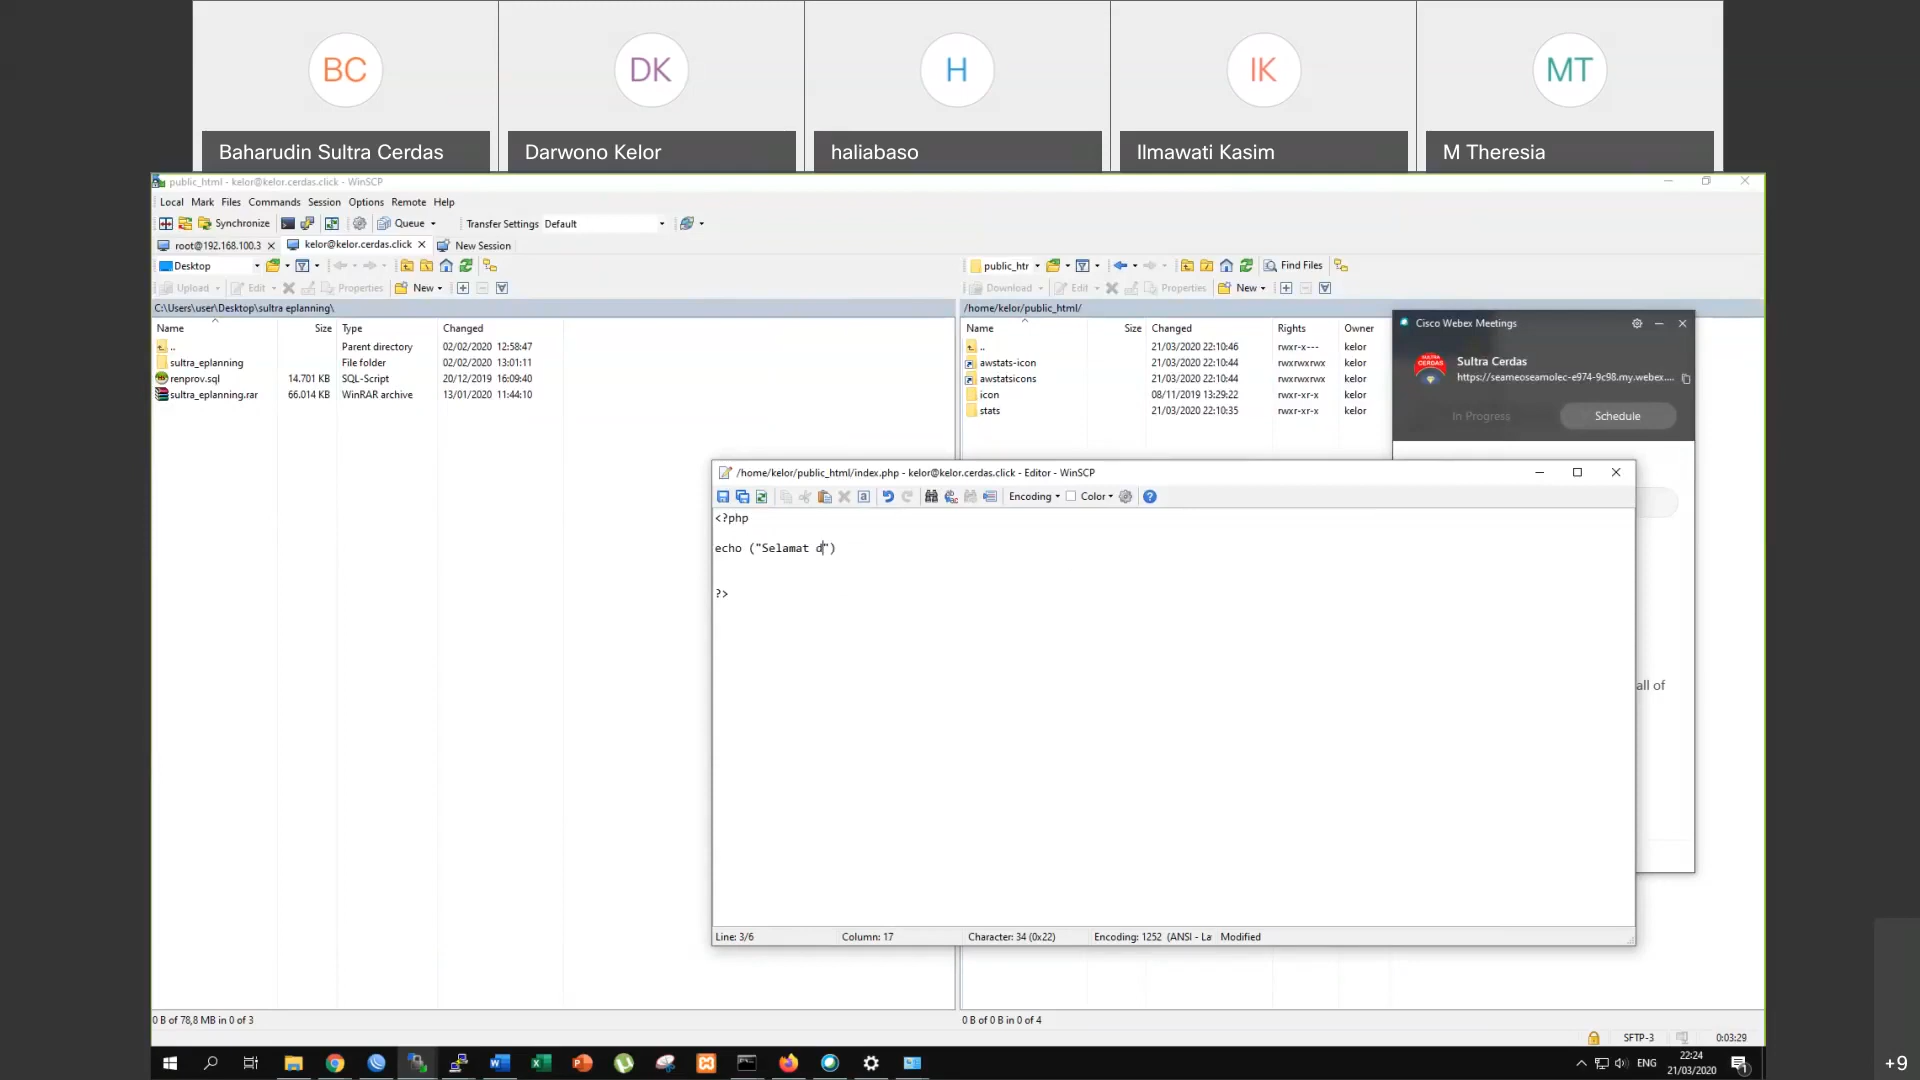 BC DK H IK MT
Baharudin Sultra Cerdas Darwono Kelor haliabaso Ilmawati Kasim M Theresia
public_html - kelor@kelor.cerdas.click - WinSCP
Local Mark Files Commands Session Options Remote Help
Synchronize Queue Transfer Settings Default
root@192.168.100.3 kelor@kelor.cerdas.click New Session
Desktop public_htr Find Files
Upload Edit Properties New Download Edit Properties New
C:\Users\user\Desktop\sultra eplanning\ /home/kelor/public_html/
Name Size Type Changed Name Size Changed Rights Owner
.. Parent directory 02/02/2020 12:58:47 .. 21/03/2020 22:10:46 rwxr-x--- kelor
sultra_eplanning File folder 02/02/2020 13:01:11 awstats-icon 21/03/2020 22:10:44 rwxrwxrwx kelor
renprov.sql 14.701 KB SQL-Script 20/12/2019 16:09:40 awstatsicons 21/03/2020 22:10:44 rwxrwxrwx kelor
sultra_eplanning.rar 66.014 KB WinRAR archive 13/01/2020 11:44:10 icon 08/11/2019 13:29:22 rwxr-xr-x kelor
stats 21/03/2020 22:10:35 rwxr-xr-x kelor
Cisco Webex Meetings
SULTRA CERDAS
Sultra Cerdas
https://seameoseamolec-e974-9c98.my.webex....
In Progress Schedule
/home/kelor/public_html/index.php - kelor@kelor.cerdas.click - Editor - WinSCP
Encoding Color
<?php
echo ("Selamat d")
?>
all of
Line: 3/6 Column: 17 Character: 34 (0x22) Encoding: 1252 (ANSI - La Modified
0 B of 78,8 MB in 0 of 3 0 B of 0 B in 0 of 4
SFTP-3 0:03:29
ENG 22:24
21/03/2020
+9